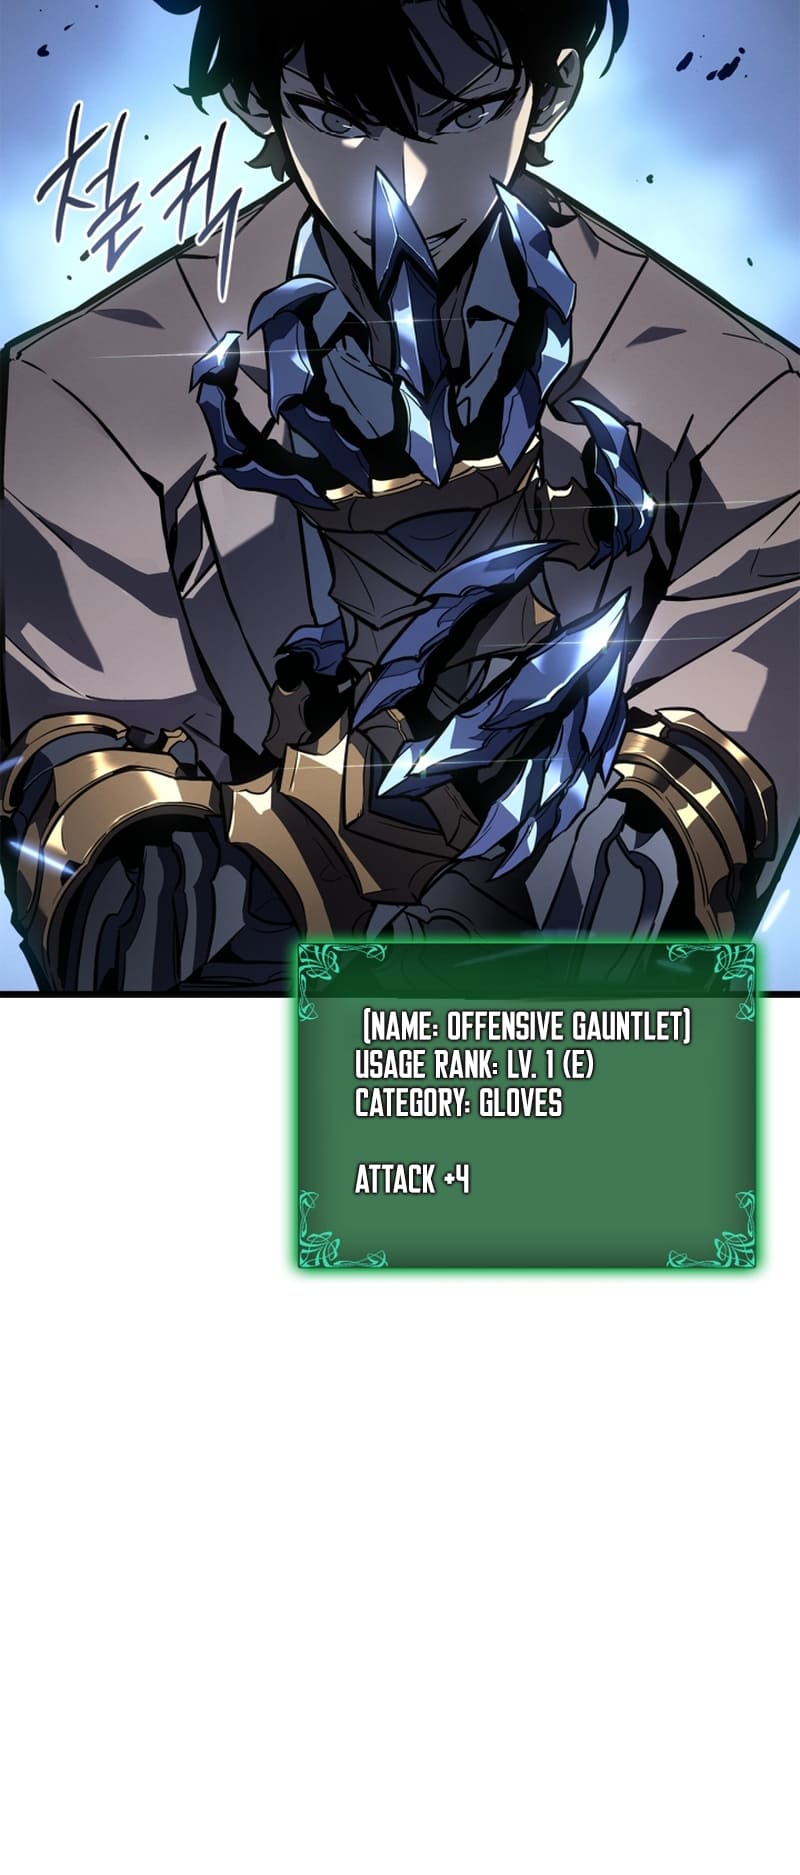 철컥
[NAME: OFFENSIVE GAUNTLET]
USAGE RANK: LV. 1 (E)
CATEGORY: GLOVES
ATTACK +4